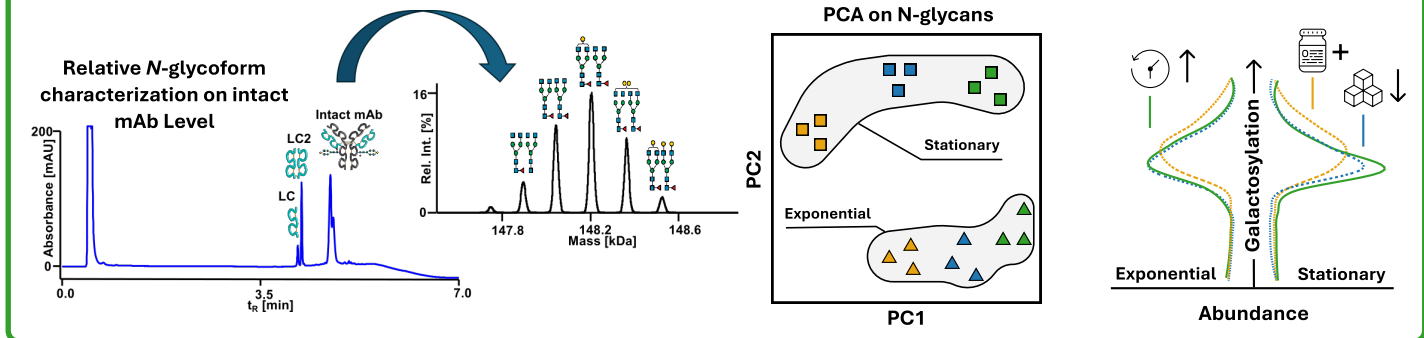 Relative N-glycoform
characterization on intact
mAb Level
200
0
Absorbance [mAU]
LC
LC2
Intact mAb
0.0
3.5
7.0
tR [min]
16
0
Rel. Int. [%]
147.8
148.2
148.6
Mass [kDa]
PCA on N-glycans
Stationary
Exponential
PC2
PC1
+
Galactosylation
Exponential
Stationary
Abundance